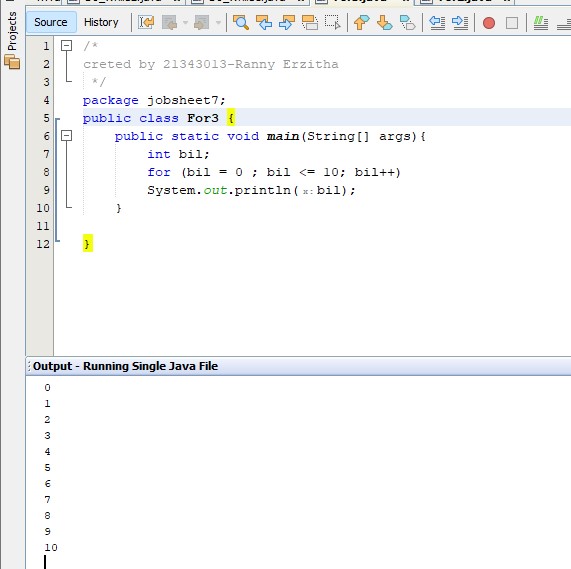 Source History
Projects
1 /*
2 creted by 21343013-Ranny Erzitha
3 */
4 package jobsheet7;
5 public class For3 {
6 public static void main(String[] args){
7 int bil;
8 for (bil = 0 ; bil <= 10; bil++)
9 System.out.println( x: bil);
10 }
11
12 }
Output - Running Single Java File
0
1
2
3
4
5
6
7
8
9
10